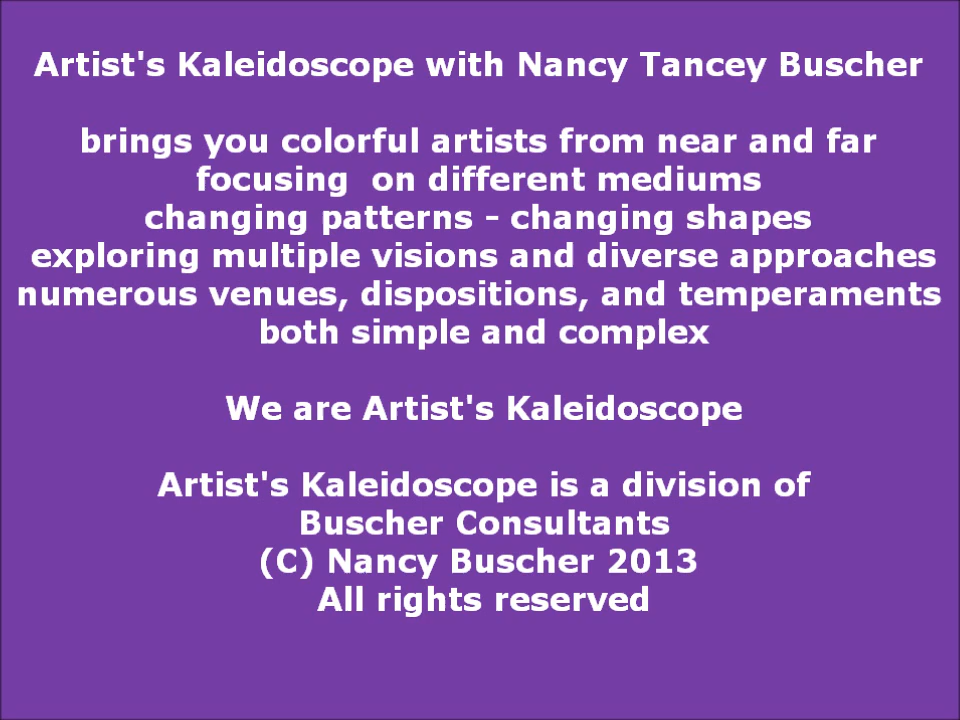 Artist's Kaleidoscope with Nancy Tancey Buscher
brings you colorful artists from near and far
focusing  on different mediums
changing patterns - changing shapes
exploring multiple visions and diverse approaches
numerous venues, dispositions, and temperaments
both simple and complex
We are Artist's Kaleidoscope
Artist's Kaleidoscope is a division of
Buscher Consultants
(C) Nancy Buscher 2013
All rights reserved